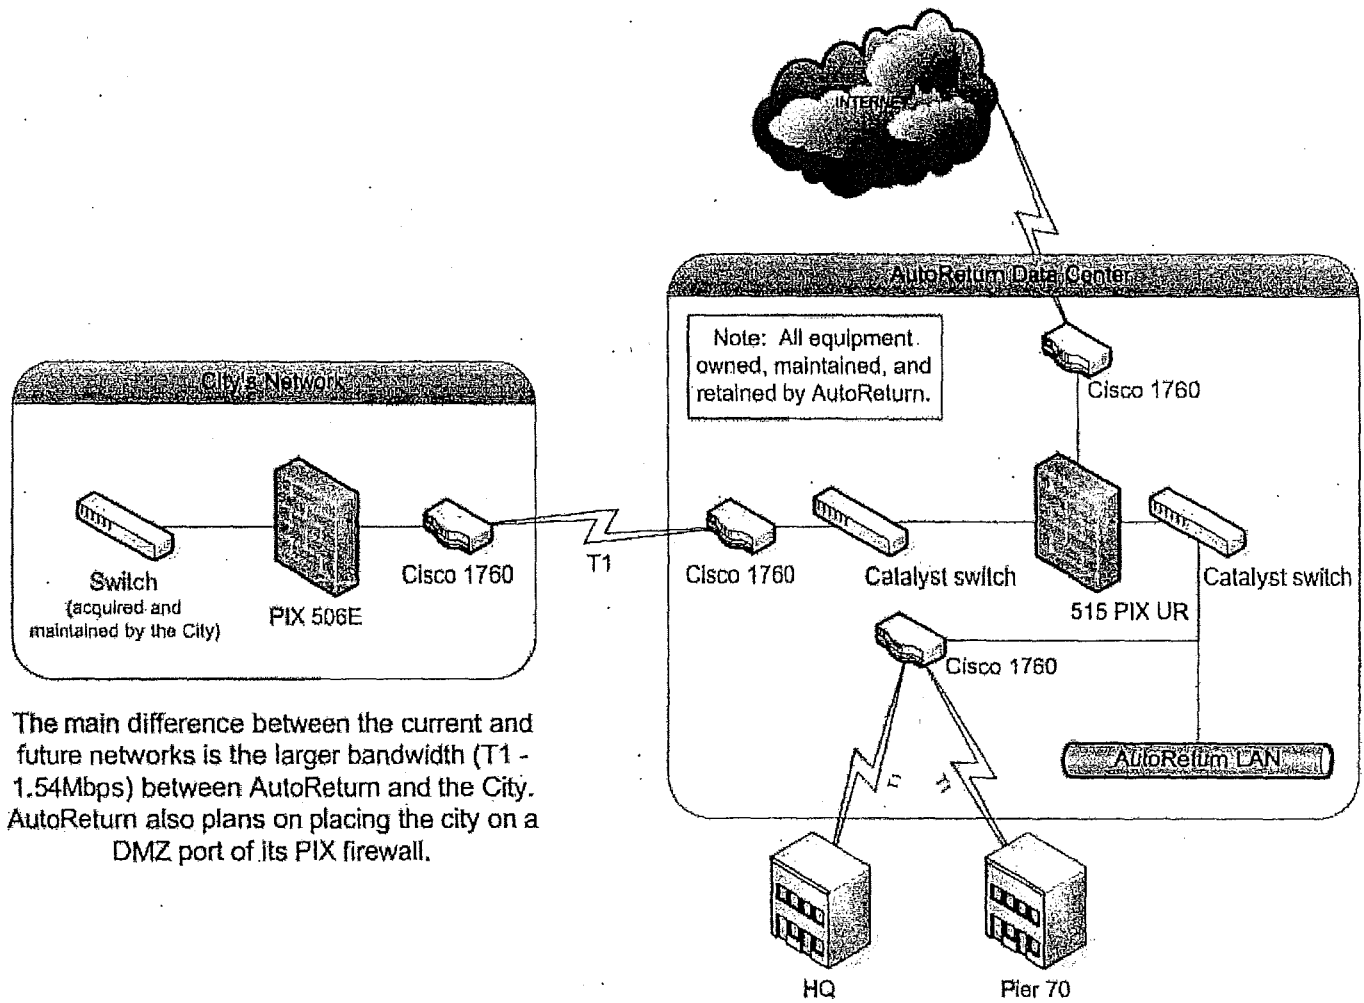 INTERNET
AutoReturn Data Center
Note: All equipment
owned, maintained, and
retained by AutoReturn.
Cisco 1760
City's Network
Switch
(acquired and
maintained by the City)
PIX 506E
Cisco 1760
T1
Cisco 1760
Catalyst switch
515 PIX UR
Catalyst switch
Cisco 1760
T1
T1
AutoReturn LAN
HQ
Pier 70
The main difference between the current and
future networks is the larger bandwidth (T1 -
1.54Mbps) between AutoReturn and the City.
AutoReturn also plans on placing the city on a
DMZ port of its PIX firewall.